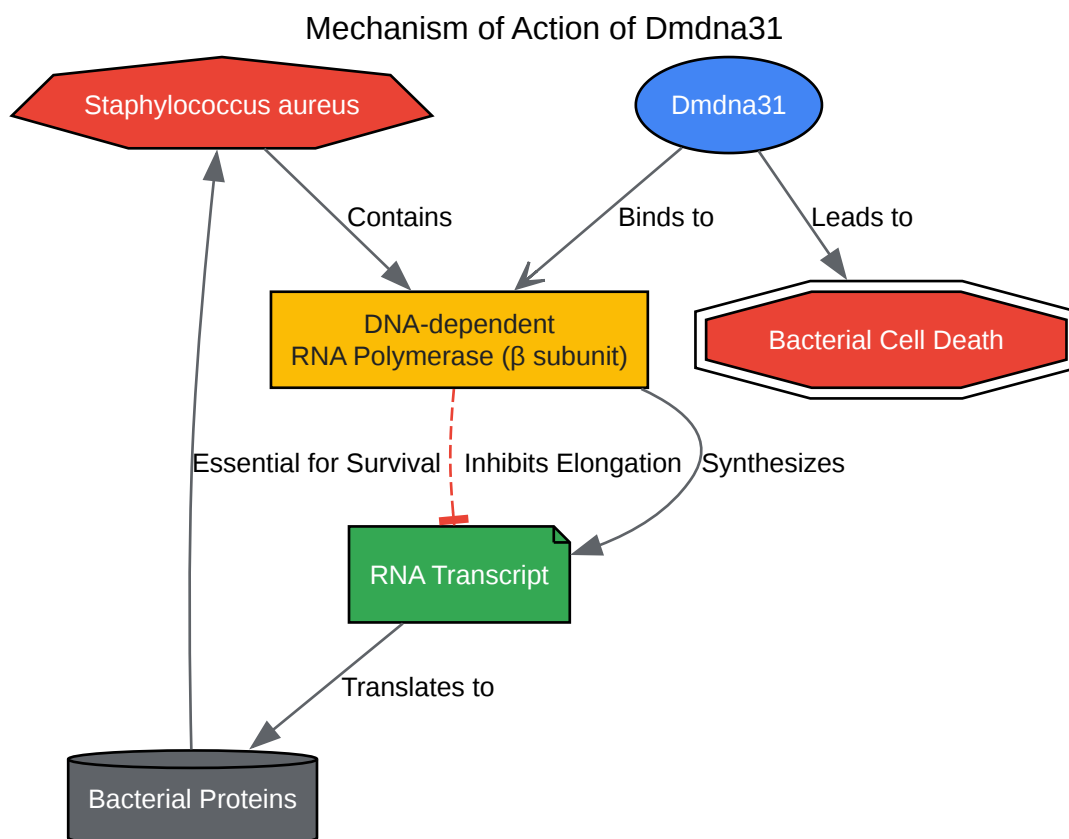 Mechanism of Action of Dmdna31
Staphylococcus aureus
Dmdna31
Contains
Binds to
Leads to
DNA-dependent
RNA Polymerase (β subunit)
Bacterial Cell Death
Essential for Survival
Inhibits Elongation
Synthesizes
RNA Transcript
Translates to
Bacterial Proteins